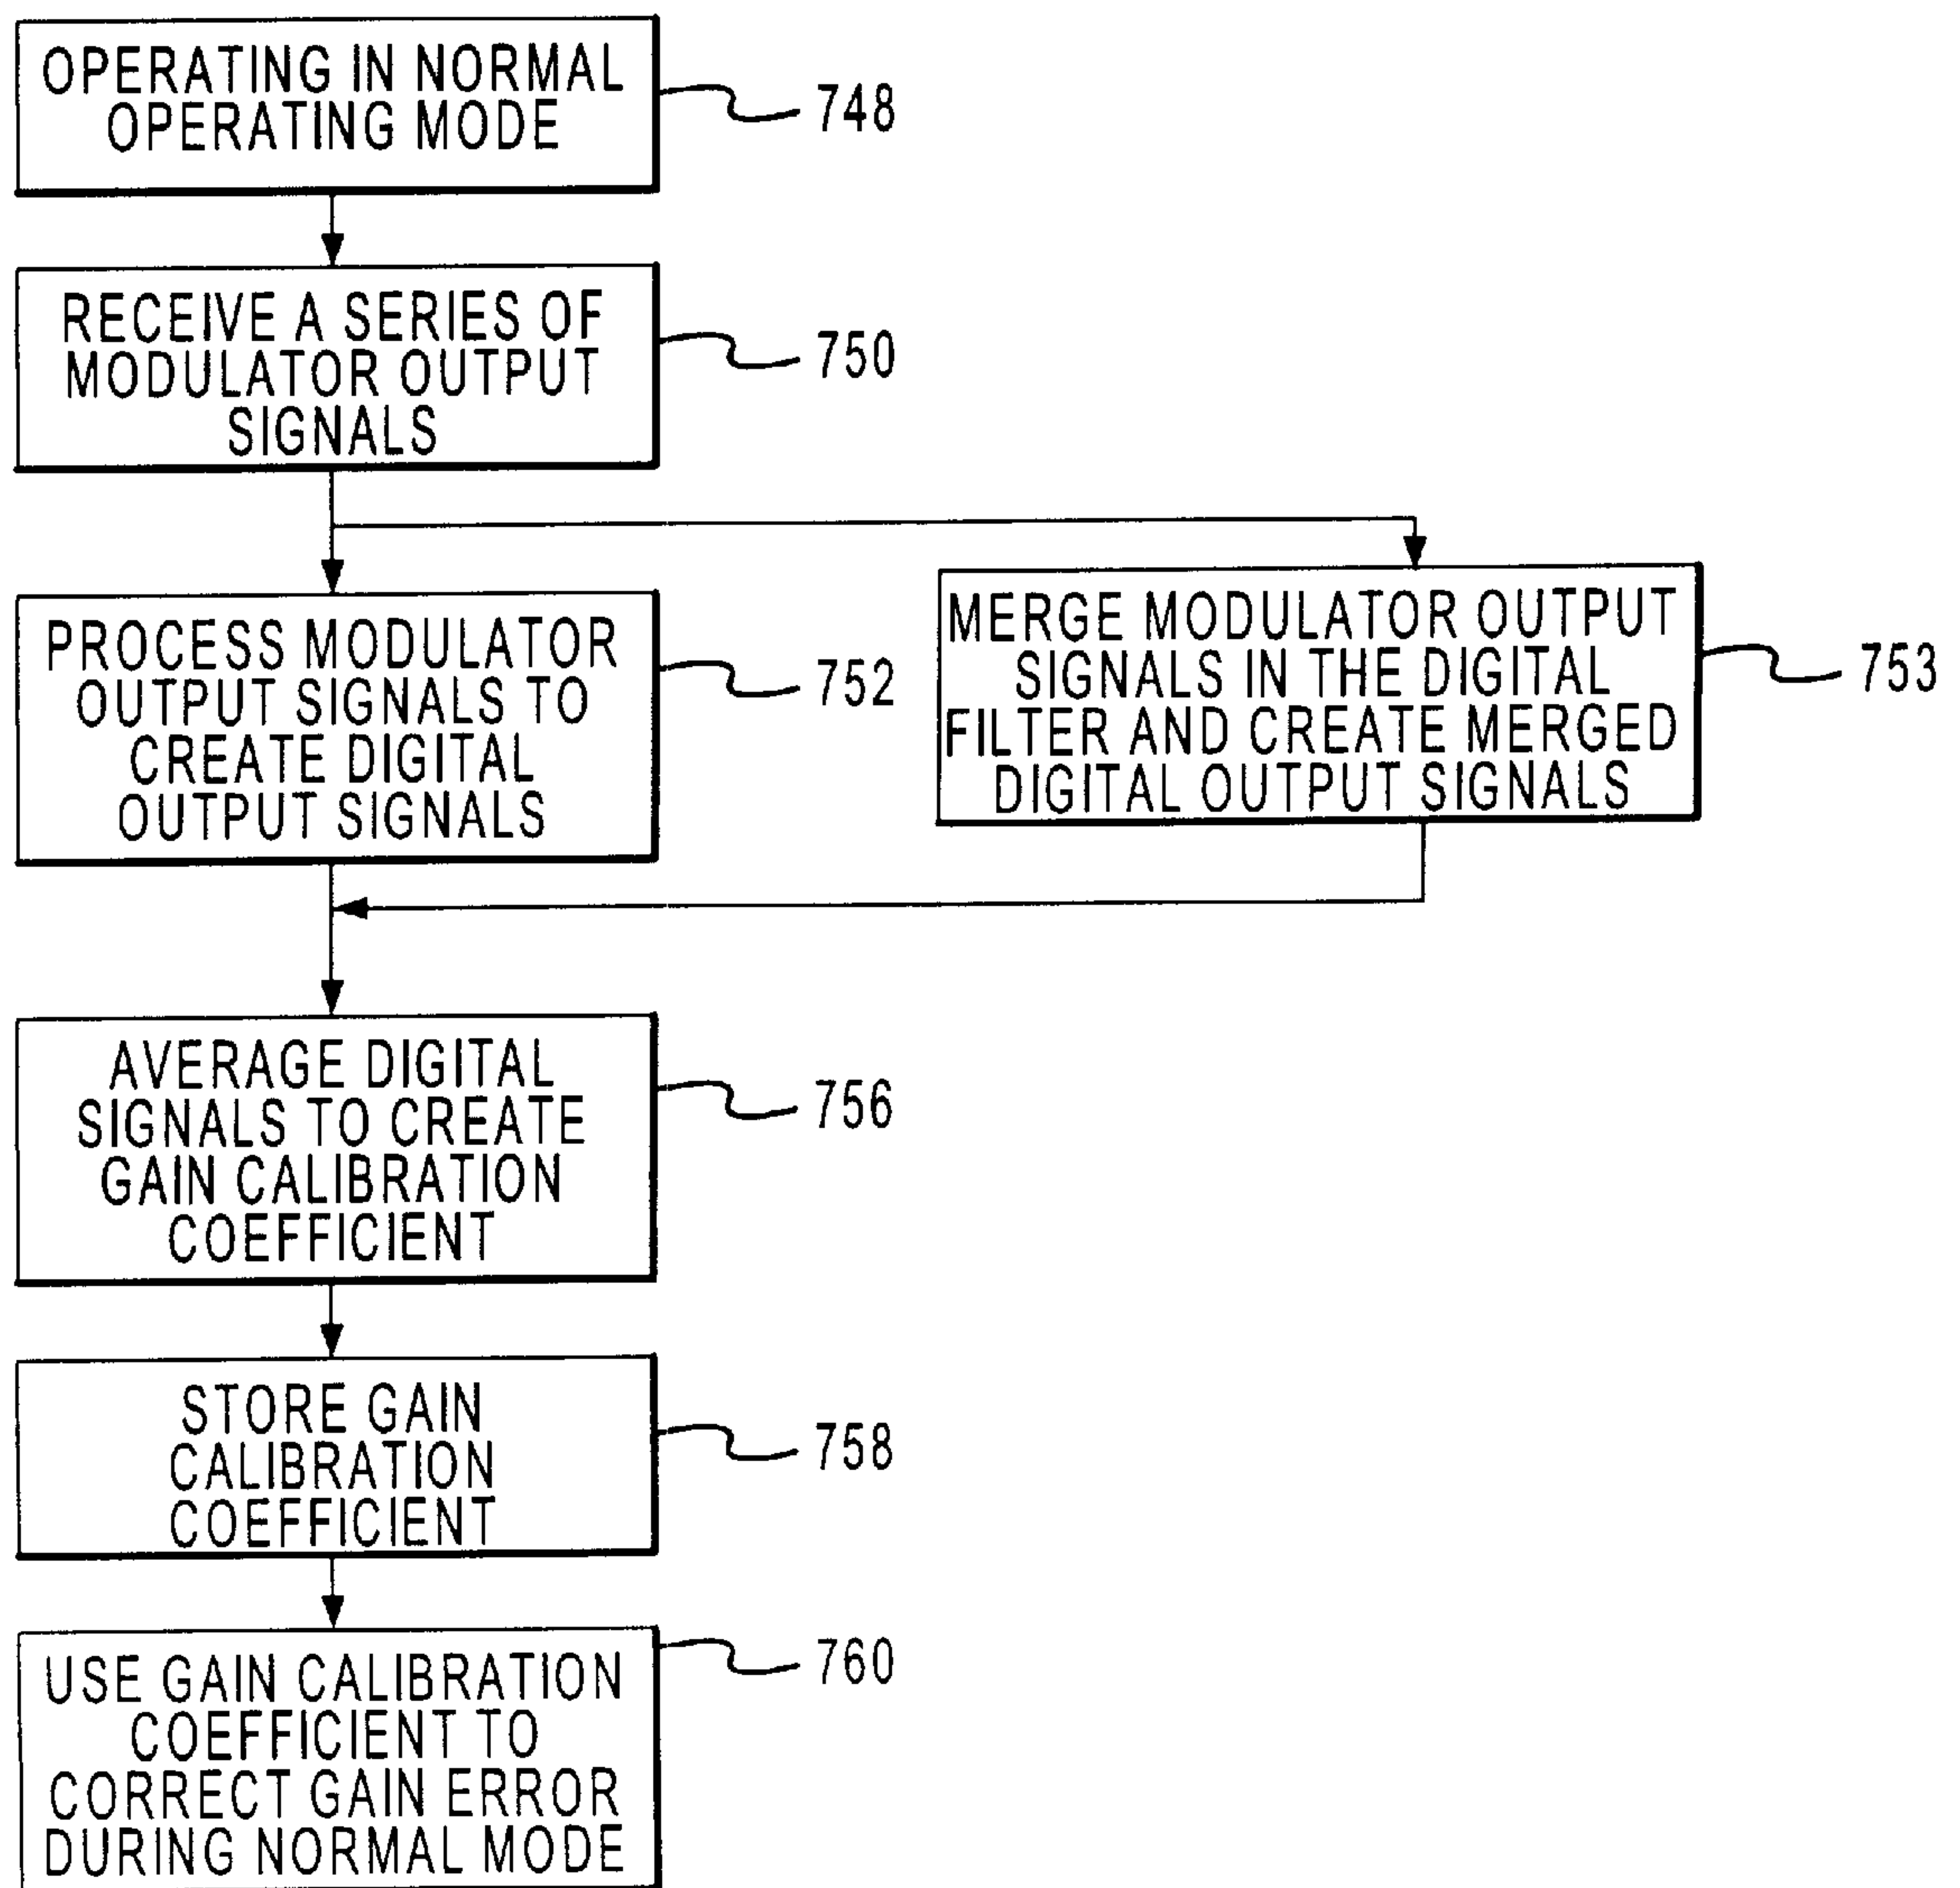 OPERATING IN NORMAL
OPERATING MODE
748
RECEIVE A SERIES OF
MODULATOR OUTPUT
SIGNALS
750
PROCESS MODULATOR
OUTPUT SIGNALS TO
CREATE DIGITAL
OUTPUT SIGNALS
752
MERGE MODULATOR OUTPUT
SIGNALS IN THE DIGITAL
FILTER AND CREATE MERGED
DIGITAL OUTPUT SIGNALS
753
AVERAGE DIGITAL
SIGNALS TO CREATE
GAIN CALIBRATION
COEFFICIENT
756
STORE GAIN
CALIBRATION
COEFFICIENT
758
USE GAIN CALIBRATION
COEFFICIENT TO
CORRECT GAIN ERROR
DURING NORMAL MODE
760